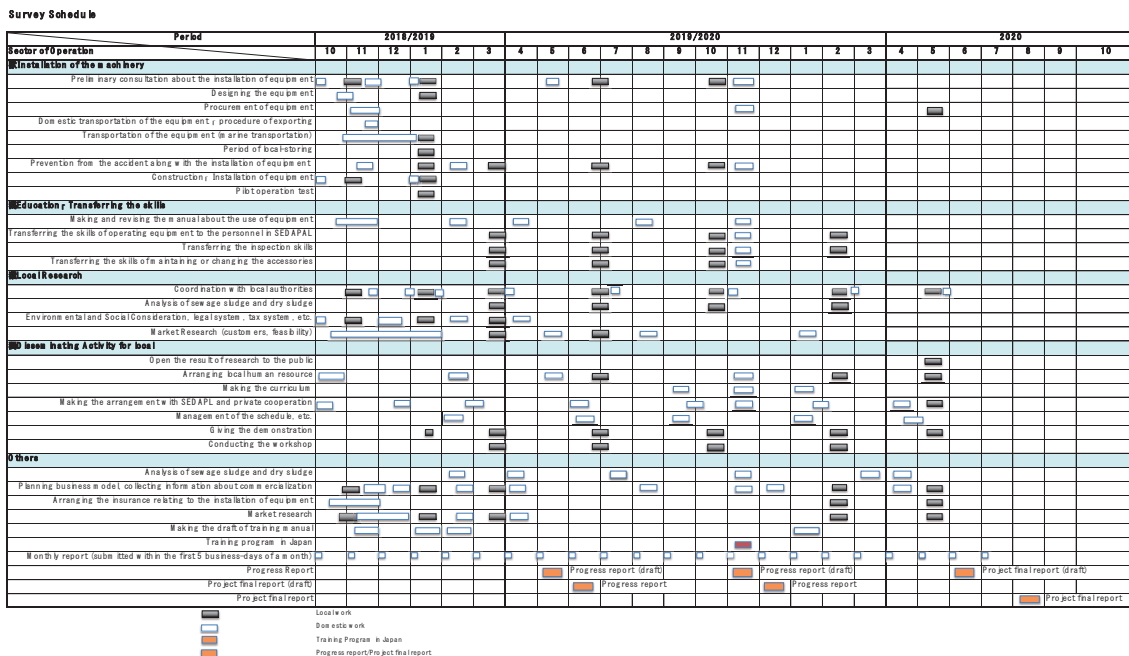 Survey Schedule
Period 2018/2019 2019/2020 2020
Sector of Operation 10 11 12 1 2 3 4 5 6 7 8 9 10 11 12 1 2 3 4 5 6 7 8 9 10
Installation of the machinery
Preliminary consultation about the installation of equipment
Designing the equipment
Procurement of equipment
Domestic transportation of the equipment, procedure of exporting
Transportation of the equipment (marine transportation)
Period of local-storing
Prevention from the accident along with the installation of equipment
Construction, Installation of equipment
Pilot operation test
Education, Transferring the skills
Making and revising the manual about the use of equipment
Transferring the skills of operating equipment to the personnel in SEDAPAL
Transferring the inspection skills
Transferring the skills of maintaining or changing the accessories
Local Research
Coordination with local authorities
Analysis of sewage sludge and dry sludge
Environmental and Social Consideration, legal system, tax system, etc.
Market Research (customers, feasibility)
Disseminating Activity for local
Open the result of research to the public
Arranging local human resource
Making the curriculum
Making the arrangement with SEDAPL and private cooperation
Management of the schedule, etc.
Giving the demonstration
Conducting the workshop
Others
Analysis of sewage sludge and dry sludge
Planning business model, collecting information about commercialization
Arranging the insurance relating to the installation of equipment
Market research
Making the draft of training manual
Training program in Japan
Monthly report (submitted within the first 5 business-days of a month)
Progress Report Progress report (draft) Progress report (draft) Project final report (draft)
Project final report (draft) Progress report Progress report
Project final report Project final report
Local work
Domestic work
Training Program in Japan
Progress report/Project final report